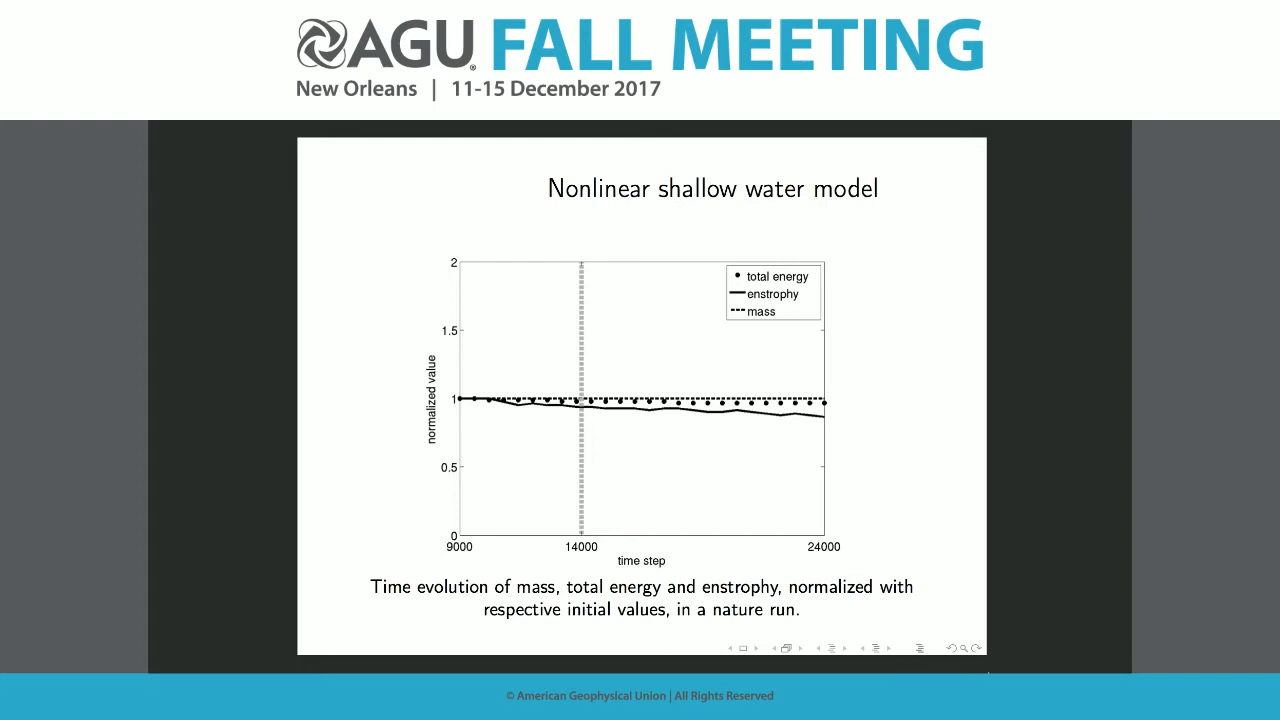 AGU FALL MEETING
New Orleans | 11-15 December 2017
Nonlinear shallow water model
2
1.5
1
0.5
0
normalized value
total energy
enstrophy
mass
9000 14000 24000
time step
Time evolution of mass, total energy and enstrophy, normalized with
respective initial values, in a nature run.
© American Geophysical Union | All Rights Reserved